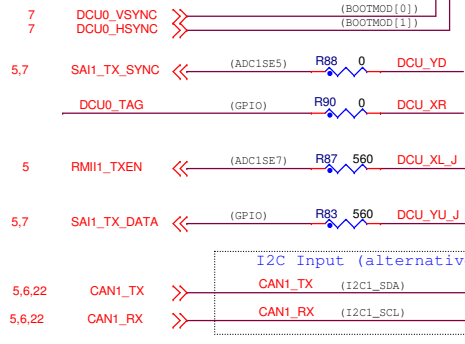 7 DCU0_VSYNC (BOOTMOD[0])
7 DCU0_HSYNC (BOOTMOD[1])
5,7 SAI1_TX_SYNC (ADC1SE5) R88 0 DCU_YD
DCU0_TAG (GPIO) R90 0 DCU_XR
5 RMII1_TXEN (ADC1SE7) R87 560 DCU_XL_J
5,7 SAI1_TX_DATA (GPIO) R83 560 DCU_YU_J
I2C Input (alternativ
5,6,22 CAN1_TX CAN1_TX (I2C1_SDA)
5,6,22 CAN1_RX CAN1_RX (I2C1_SCL)